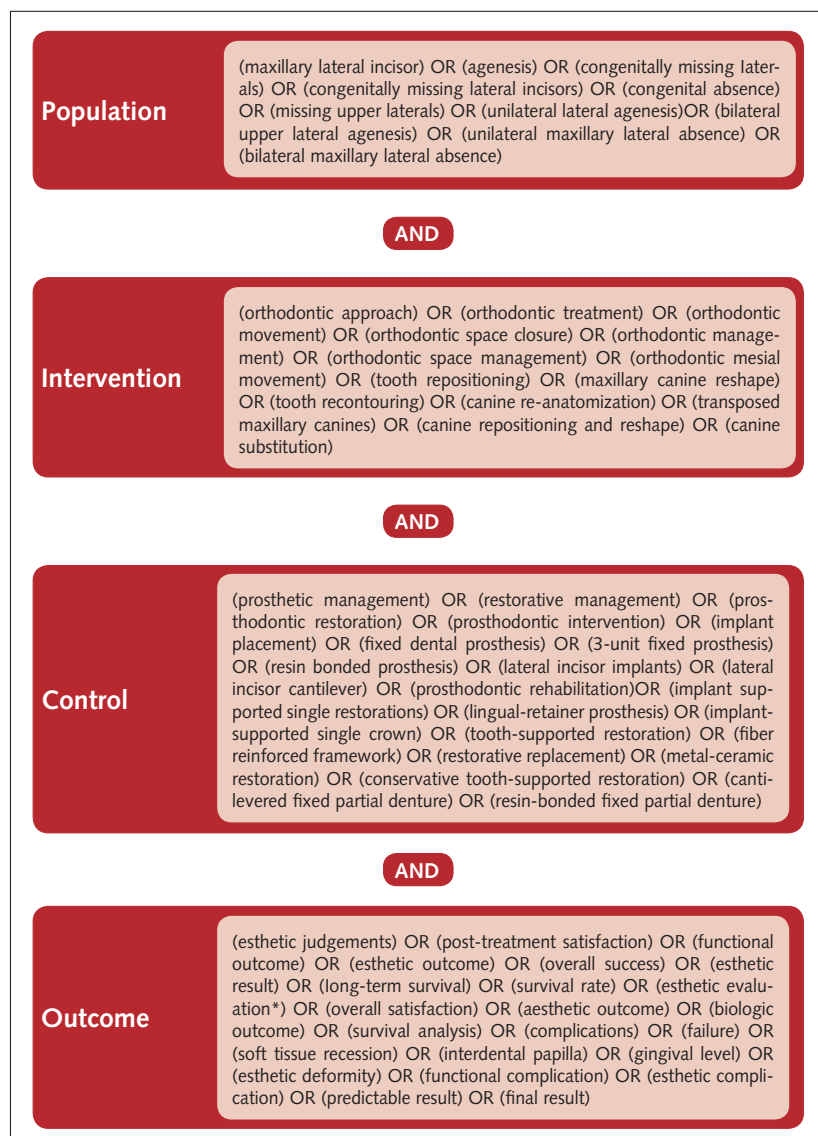 Population
(maxillary lateral incisor) OR (agenesis) OR (congenitally missing later-
als) OR (congenitally missing lateral incisors) OR (congenital absence)
OR (missing upper laterals) OR (unilateral lateral agenesis)OR (bilateral
upper lateral agenesis) OR (unilateral maxillary lateral absence) OR
(bilateral maxillary lateral absence)
AND
Intervention
(orthodontic approach) OR (orthodontic treatment) OR (orthodontic
movement) OR (orthodontic space closure) OR (orthodontic manage-
ment) OR (orthodontic space management) OR (orthodontic mesial
movement) OR (tooth repositioning) OR (maxillary canine reshape)
OR (tooth recontouring) OR (canine re-anatomization) OR (transposed
maxillary canines) OR (canine repositioning and reshape) OR (canine
substitution)
AND
Control
(prosthetic management) OR (restorative management) OR (pros-
thodontic restoration) OR (prosthodontic intervention) OR (implant
placement) OR (fixed dental prosthesis) OR (3-unit fixed prosthesis)
OR (resin bonded prosthesis) OR (lateral incisor implants) OR (lateral
incisor cantilever) OR (prosthodontic rehabilitation)OR (implant sup-
ported single restorations) OR (lingual-retainer prosthesis) OR (implant-
supported single crown) OR (tooth-supported restoration) OR (fiber
reinforced framework) OR (restorative replacement) OR (metal-ceramic
restoration) OR (conservative tooth-supported restoration) OR (canti-
levered fixed partial denture) OR (resin-bonded fixed partial denture)
AND
Outcome
(esthetic judgements) OR (post-treatment satisfaction) OR (functional
outcome) OR (esthetic outcome) OR (overall success) OR (esthetic
result) OR (long-term survival) OR (survival rate) OR (esthetic evalu-
ation*) OR (overall satisfaction) OR (aesthetic outcome) OR (biologic
outcome) OR (survival analysis) OR (complications) OR (failure) OR
(soft tissue recession) OR (interdental papilla) OR (gingival level) OR
(esthetic deformity) OR (functional complication) OR (esthetic compli-
cation) OR (predictable result) OR (final result)